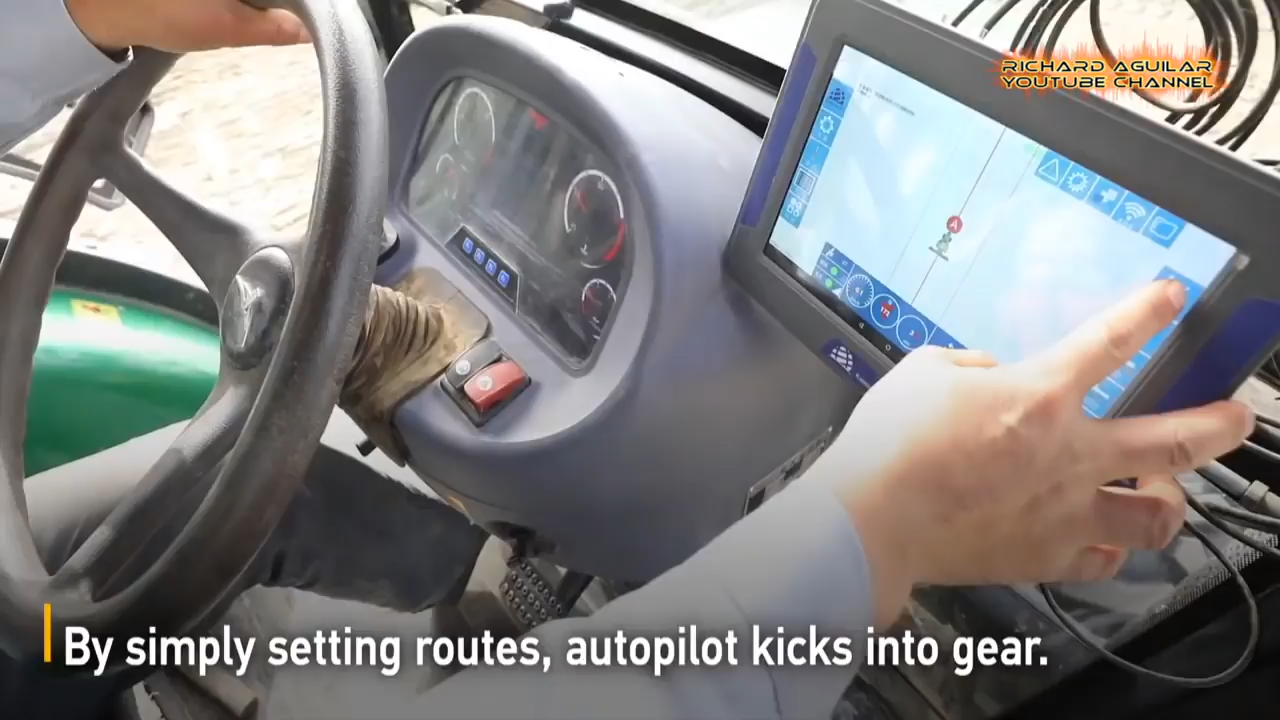 RICHARD AGUILAR
YOUTUBE CHANNEL
A
By simply setting routes, autopilot kicks into gear.